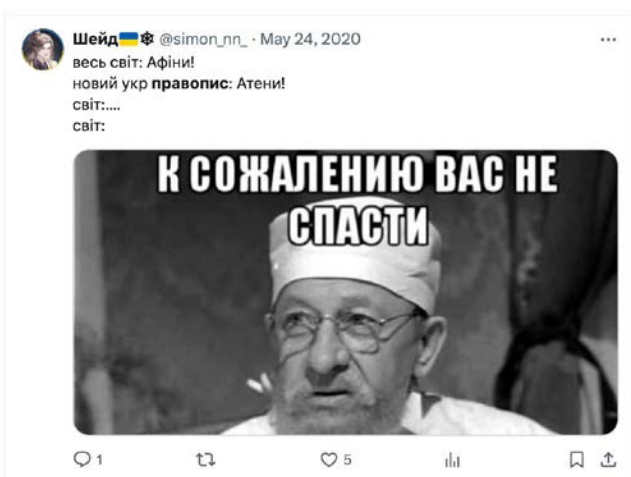 Шейд🇺🇦❄ @simon_nn_ · May 24, 2020
весь світ: Афіни!
новий укр правопис: Атени!
світ:....
світ:
К СОЖАЛЕНИЮ ВАС НЕ
СПАСТИ
1 5